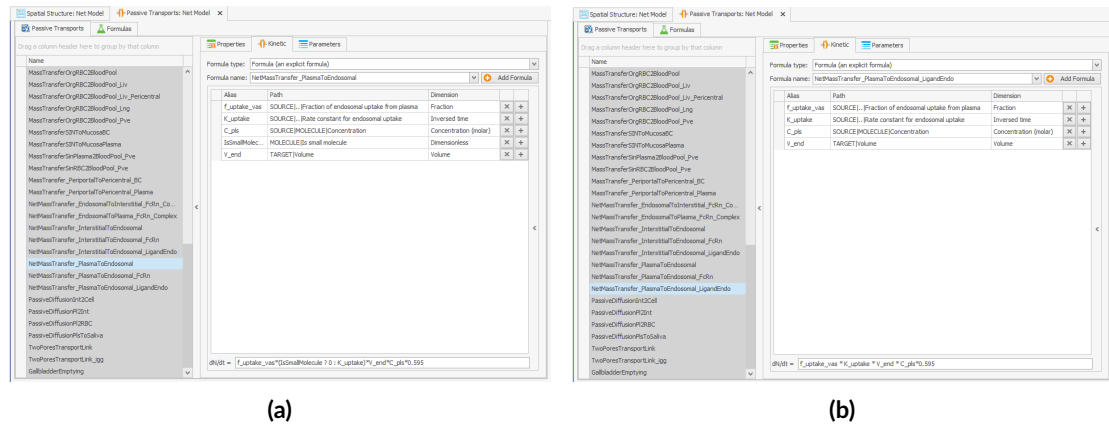 Spatial Structure: Net Model
Passive Transports: Net Model
Passive Transports
Formulas
Drag a column header here to group by that column
Name
MassTransferOrgRBC2BloodPool
MassTransferOrgRBC2BloodPool_Liv
MassTransferOrgRBC2BloodPool_Liv_Pericentral
MassTransferOrgRBC2BloodPool_Lng
MassTransferOrgRBC2BloodPool_Pve
MassTransferSINToMucosaBC
MassTransferSINToMucosaPlasma
MassTransferSinPlasma2BloodPool_Pve
MassTransferSinRBC2BloodPool_Pve
MassTransfer_PeriportalToPericentral_BC
MassTransfer_PeriportalToPericentral_Plasma
NetMassTransfer_EndosomalToInterstitial_FcRn_Co...
NetMassTransfer_EndosomalToPlasma_FcRn_Complex
NetMassTransfer_InterstitialToEndosomal
NetMassTransfer_InterstitialToEndosomal_FcRn
NetMassTransfer_InterstitialToEndosomal_LigandEndo
NetMassTransfer_PlasmaToEndosomal
NetMassTransfer_PlasmaToEndosomal_FcRn
NetMassTransfer_PlasmaToEndosomal_LigandEndo
PassiveDiffusionInt2Cell
PassiveDiffusionPl2Int
PassiveDiffusionPl2RBC
PassiveDiffusionPlsToSaliva
TwoPoresTransportLink
TwoPoresTransportLink_igg
GallbladderEmptying
Properties
Kinetic
Parameters
Formula type: Formula (an explicit formula)
Formula name: NetMassTransfer_PlasmaToEndosomal
Add Formula
Alias Path Dimension
f_uptake_vas SOURCE|..|Fraction of endosomal uptake from plasma Fraction
K_uptake SOURCE|..|Rate constant for endosomal uptake Inversed time
C_pls SOURCE|MOLECULE|Concentration Concentration (molar)
IsSmallMolec... MOLECULE|Is small molecule Dimensionless
V_end TARGET|Volume Volume
dN/dt = f_uptake_vas*(IsSmallMolecule ? 0 : K_uptake)*V_end*C_pls*0.595
(a)
Spatial Structure: Net Model
Passive Transports: Net Model
Passive Transports
Formulas
Drag a column header here to group by that column
Name
MassTransferOrgRBC2BloodPool
MassTransferOrgRBC2BloodPool_Liv
MassTransferOrgRBC2BloodPool_Liv_Pericentral
MassTransferOrgRBC2BloodPool_Lng
MassTransferOrgRBC2BloodPool_Pve
MassTransferSINToMucosaBC
MassTransferSINToMucosaPlasma
MassTransferSinPlasma2BloodPool_Pve
MassTransferSinRBC2BloodPool_Pve
MassTransfer_PeriportalToPericentral_BC
MassTransfer_PeriportalToPericentral_Plasma
NetMassTransfer_EndosomalToInterstitial_FcRn_Co...
NetMassTransfer_EndosomalToPlasma_FcRn_Complex
NetMassTransfer_InterstitialToEndosomal
NetMassTransfer_InterstitialToEndosomal_FcRn
NetMassTransfer_InterstitialToEndosomal_LigandEndo
NetMassTransfer_PlasmaToEndosomal
NetMassTransfer_PlasmaToEndosomal_FcRn
NetMassTransfer_PlasmaToEndosomal_LigandEndo
PassiveDiffusionInt2Cell
PassiveDiffusionPl2Int
PassiveDiffusionPl2RBC
PassiveDiffusionPlsToSaliva
TwoPoresTransportLink
TwoPoresTransportLink_igg
GallbladderEmptying
Properties
Kinetic
Parameters
Formula type: Formula (an explicit formula)
Formula name: NetMassTransfer_PlasmaToEndosomal_LigandEndo
Add Formula
Alias Path Dimension
f_uptake_vas SOURCE|..|Fraction of endosomal uptake from plasma Fraction
K_uptake SOURCE|..|Rate constant for endosomal uptake Inversed time
C_pls SOURCE|MOLECULE|Concentration Concentration (molar)
V_end TARGET|Volume Volume
dN/dt = f_uptake_vas * K_uptake * V_end * C_pls*0.595
(b)